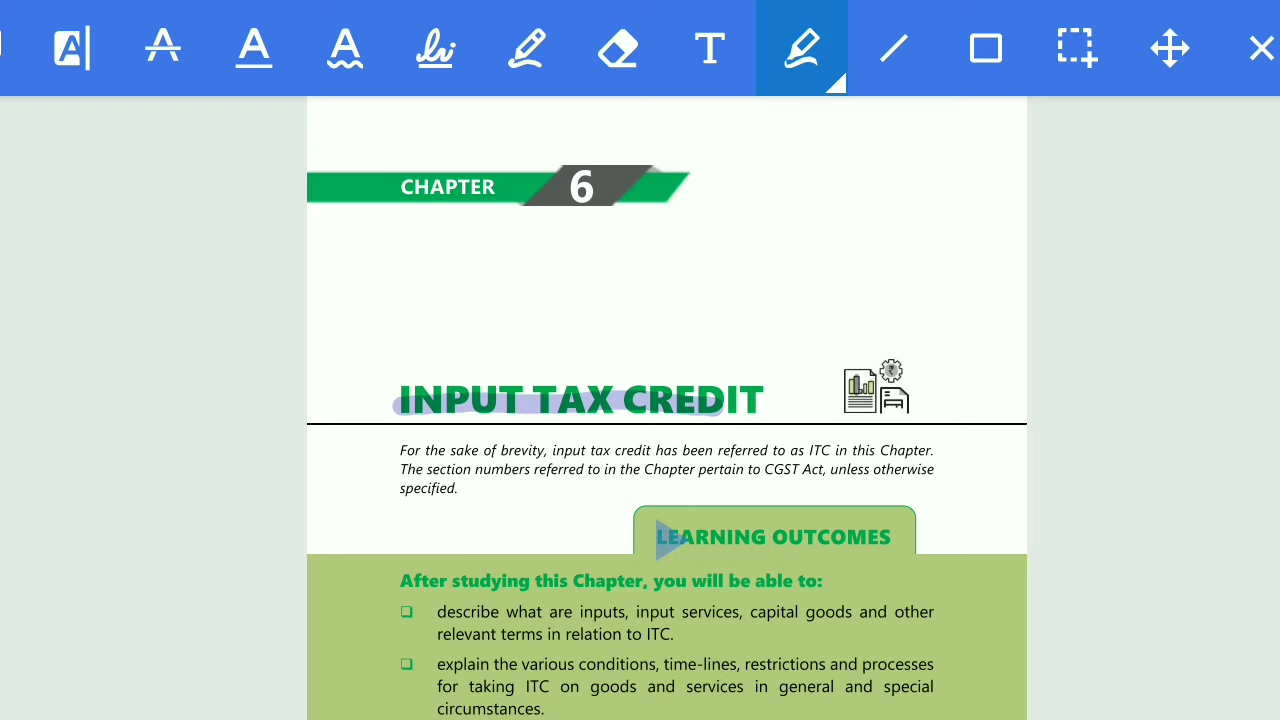 CHAPTER 6
INPUT TAX CREDIT
For the sake of brevity, input tax credit has been referred to as ITC in this Chapter.
The section numbers referred to in the Chapter pertain to CGST Act, unless otherwise
specified.
LEARNING OUTCOMES
After studying this Chapter, you will be able to:
❑ describe what are inputs, input services, capital goods and other
relevant terms in relation to ITC.
❑ explain the various conditions, time-lines, restrictions and processes
for taking ITC on goods and services in general and special
circumstances.